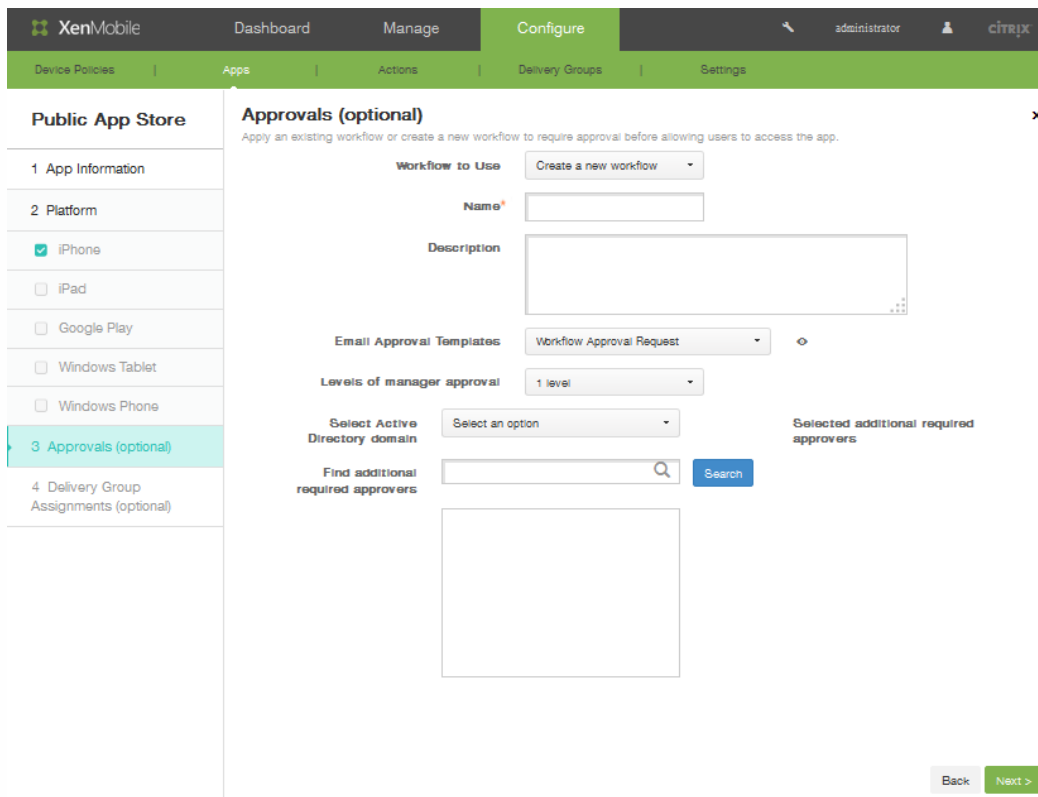 XenMobile Dashboard Manage Configure administrator CİTRIX
Device Policies | Apps | Actions | Delivery Groups | Settings
Public App Store
1 App Information
2 Platform
iPhone
iPad
Google Play
Windows Tablet
Windows Phone
3 Approvals (optional)
4 Delivery Group
Assignments (optional)
Approvals (optional)
Apply an existing workflow or create a new workflow to require approval before allowing users to access the app.
Workflow to Use Create a new workflow
Name*
Description
Email Approval Templates Workflow Approval Request
Levels of manager approval 1 level
Select Active
Directory domain
Select an option
Selected additional required
approvers
Find additional
required approvers
Search
Back Next >